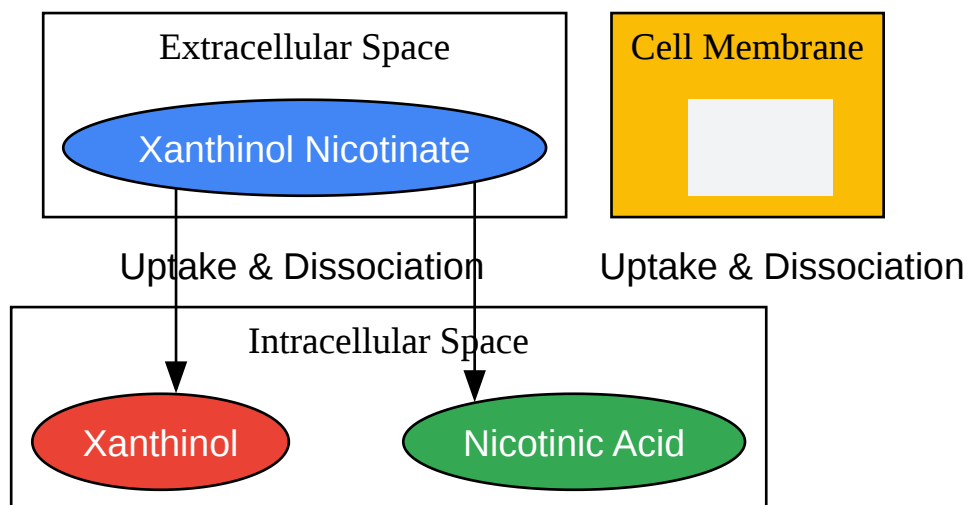 Extracellular Space
Cell Membrane
Xanthinol Nicotinate
Uptake & Dissociation
Uptake & Dissociation
Intracellular Space
Xanthinol
Nicotinic Acid